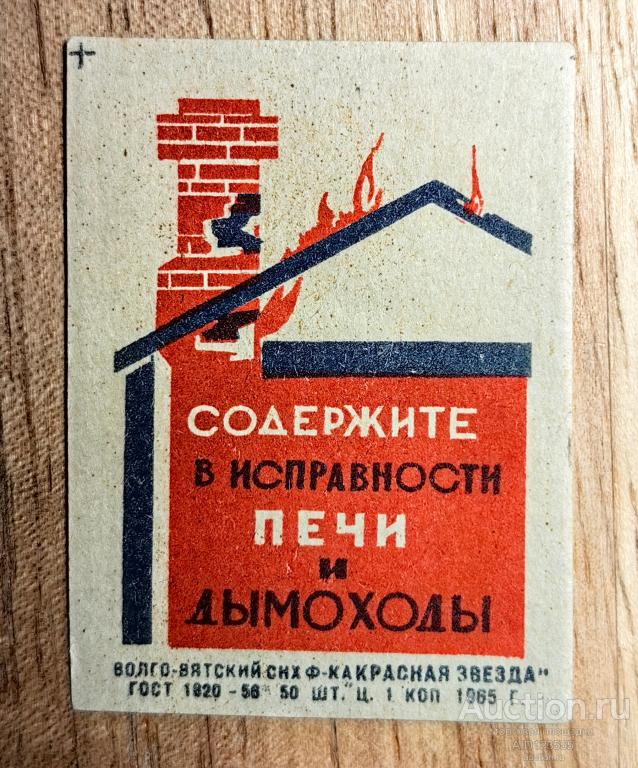 СОДЕРЖИТЕ
В ИСПРАВНОСТИ
ПЕЧИ
И
ДЫМОХОДЫ
ВОЛГО-ВЯТСКИЙ СНХ Ф-КА КРАСНАЯ ЗВЕЗДА"
ГОСТ 1820-56 50 ШТ. Ц. 1 КОП 1965 Г.
Auction.ru